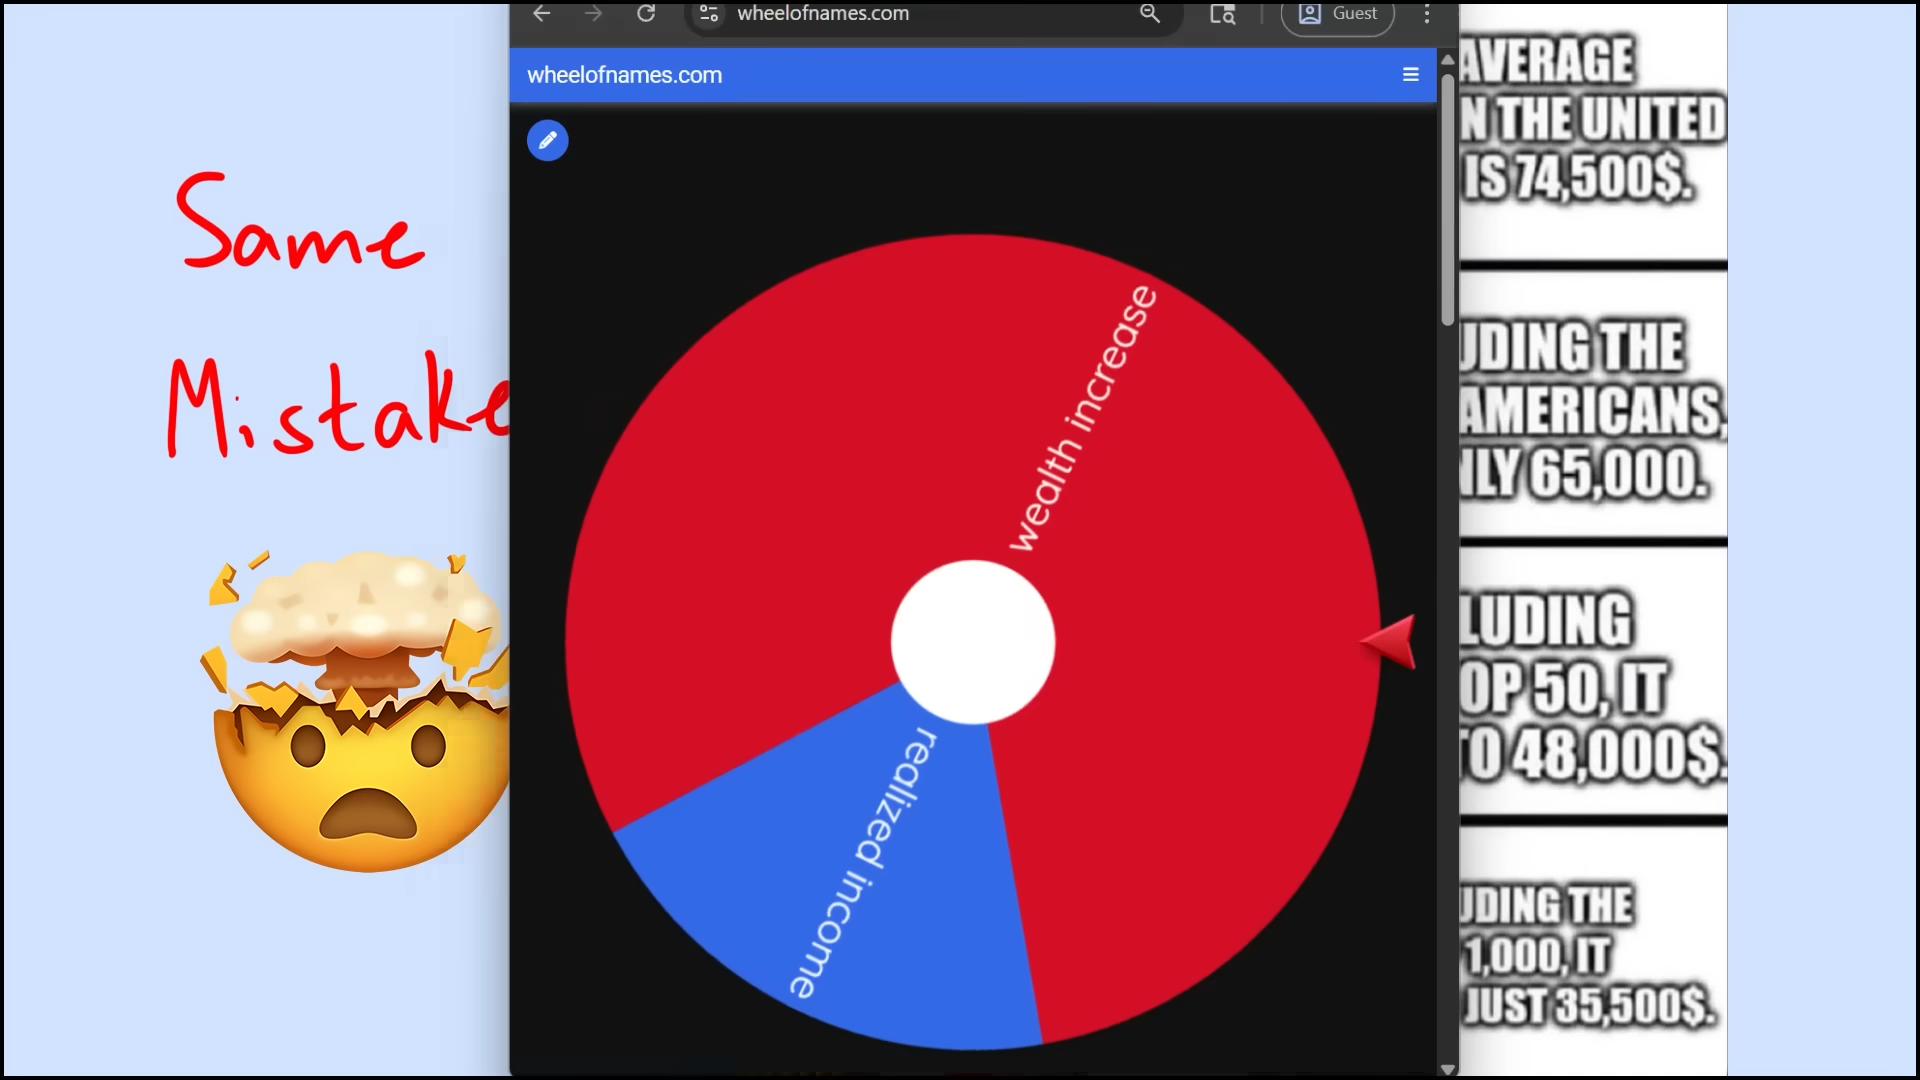 Same
Mistake
wheelofnames.com
Guest
wheelofnames.com
wealth increase
realized income
AVERAGE
N THE UNITED
IS 74,500$.
UDING THE
AMERICANS,
NLY 65,000.
LUDING
OP 50, IT
TO 48,000$.
UDING THE
1,000, IT
JUST 35,500$.